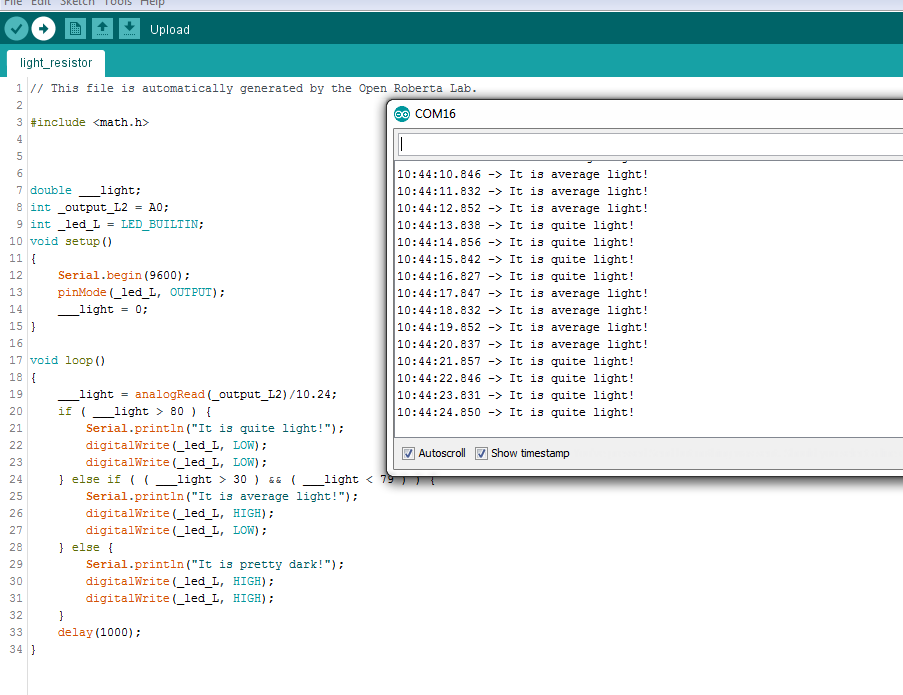 File Edit Sketch Tools Help
Upload
light_resistor
1 // This file is automatically generated by the Open Roberta Lab.
2
3 #include <math.h>
4
5
6
7 double ___light;
8 int _output_L2 = A0;
9 int _led_L = LED_BUILTIN;
10 void setup()
11 {
12 Serial.begin(9600);
13 pinMode(_led_L, OUTPUT);
14 ___light = 0;
15 }
16
17 void loop()
18 {
19 ___light = analogRead(_output_L2)/10.24;
20 if ( ___light > 80 ) {
21 Serial.println("It is quite light!");
22 digitalWrite(_led_L, LOW);
23 digitalWrite(_led_L, LOW);
24 } else if ( ( ___light > 30 ) && ( ___light < 79 ) ) {
25 Serial.println("It is average light!");
26 digitalWrite(_led_L, HIGH);
27 digitalWrite(_led_L, LOW);
28 } else {
29 Serial.println("It is pretty dark!");
30 digitalWrite(_led_L, HIGH);
31 digitalWrite(_led_L, HIGH);
32 }
33 delay(1000);
34 }
COM16
10:44:10.846 -> It is average light!
10:44:11.832 -> It is average light!
10:44:12.852 -> It is average light!
10:44:13.838 -> It is quite light!
10:44:14.856 -> It is quite light!
10:44:15.842 -> It is quite light!
10:44:16.827 -> It is quite light!
10:44:17.847 -> It is average light!
10:44:18.832 -> It is average light!
10:44:19.852 -> It is average light!
10:44:20.837 -> It is average light!
10:44:21.857 -> It is quite light!
10:44:22.846 -> It is quite light!
10:44:23.831 -> It is quite light!
10:44:24.850 -> It is quite light!
Autoscroll Show timestamp